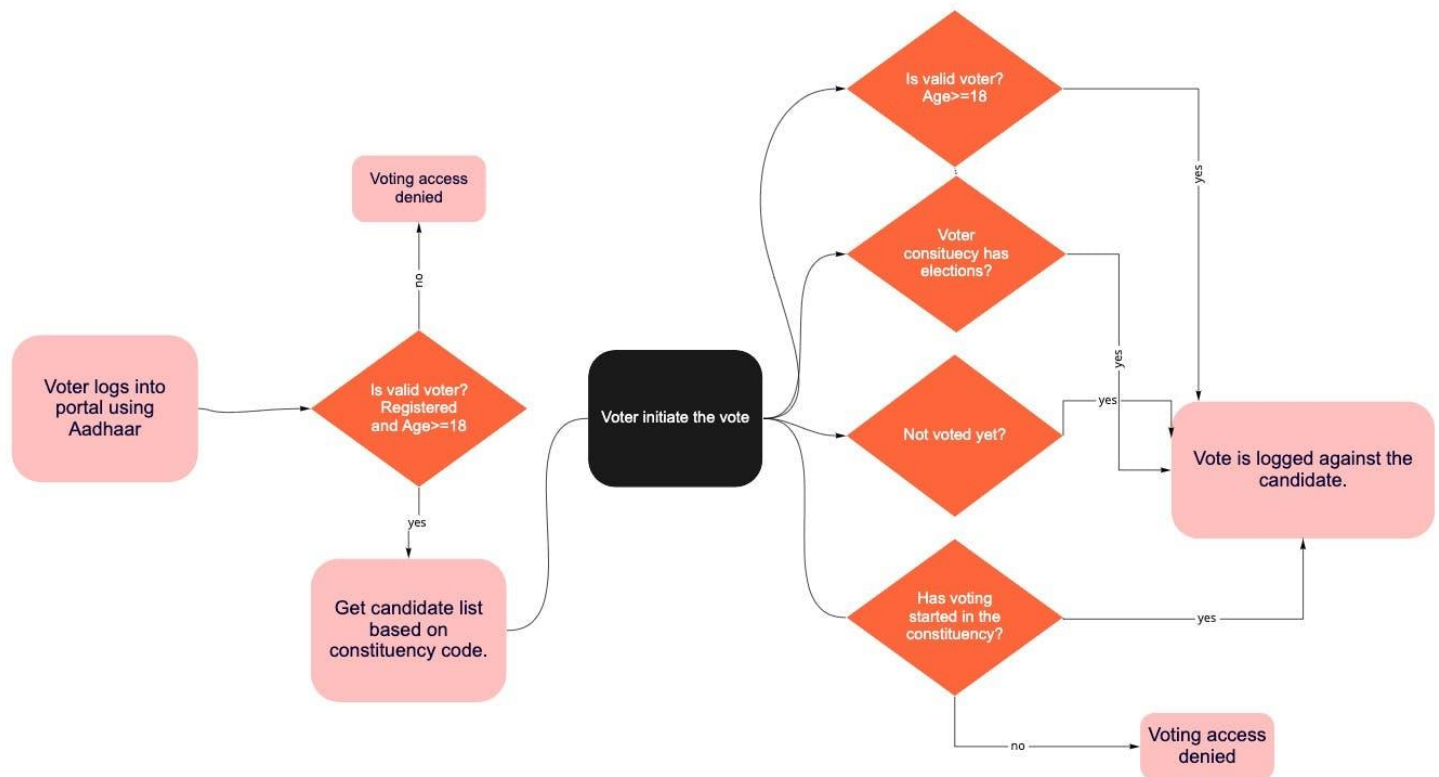 Voter logs into
portal using
Aadhaar
Voting access
denied
no
Is valid voter?
Registered
and Age>=18
yes
Get candidate list
based on
constituency code.
Voter initiate the vote
Is valid voter?
Age>=18
yes
Voter
consituecy has
elections?
yes
Not voted yet?
yes
Has voting
started in the
constituency?
yes
no
Vote is logged against the
candidate.
Voting access
denied